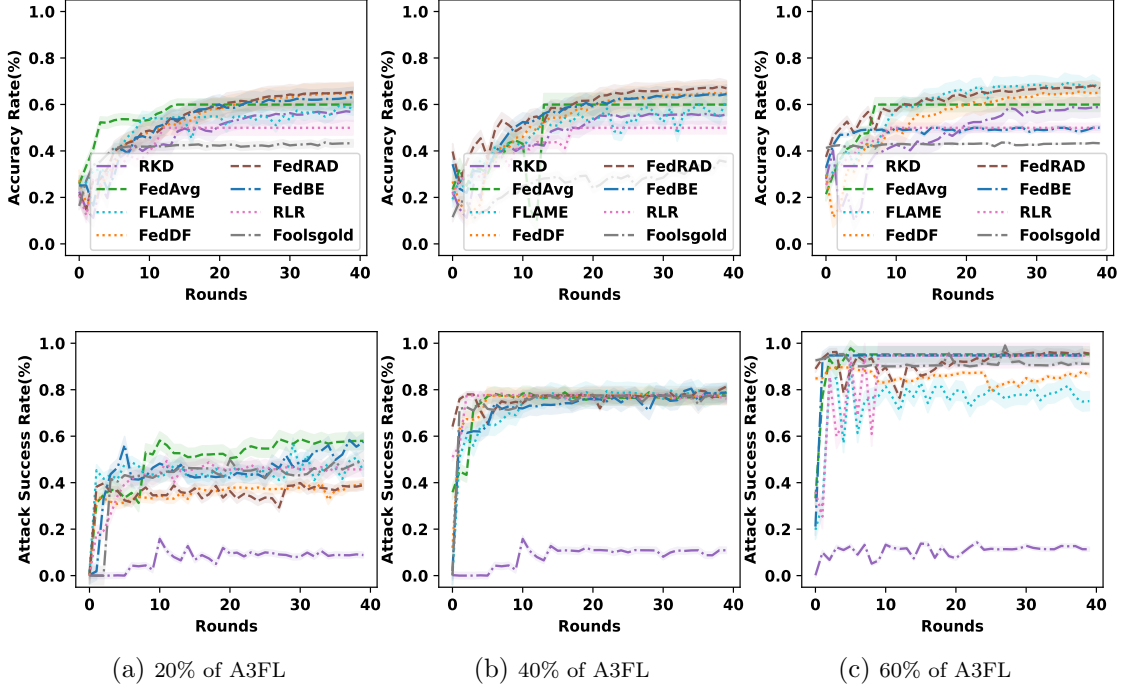 1.0
0.8
0.6
0.4
0.2
0.0
Accuracy Rate(%)
RKD
FedAvg
FLAME
FedDF
FedRAD
FedBE
RLR
Foolsgold
0 10 20 30 40
Rounds
1.0
0.8
0.6
0.4
0.2
0.0
Accuracy Rate(%)
RKD
FedAvg
FLAME
FedDF
FedRAD
FedBE
RLR
Foolsgold
0 10 20 30 40
Rounds
1.0
0.8
0.6
0.4
0.2
0.0
Accuracy Rate(%)
RKD
FedAvg
FLAME
FedDF
FedRAD
FedBE
RLR
Foolsgold
0 10 20 30 40
Rounds
1.0
0.8
0.6
0.4
0.2
0.0
Attack Success Rate(%)
0 10 20 30 40
Rounds
1.0
0.8
0.6
0.4
0.2
0.0
Attack Success Rate(%)
0 10 20 30 40
Rounds
1.0
0.8
0.6
0.4
0.2
0.0
Attack Success Rate(%)
0 10 20 30 40
Rounds
(a) 20% of A3FL
(b) 40% of A3FL
(c) 60% of A3FL